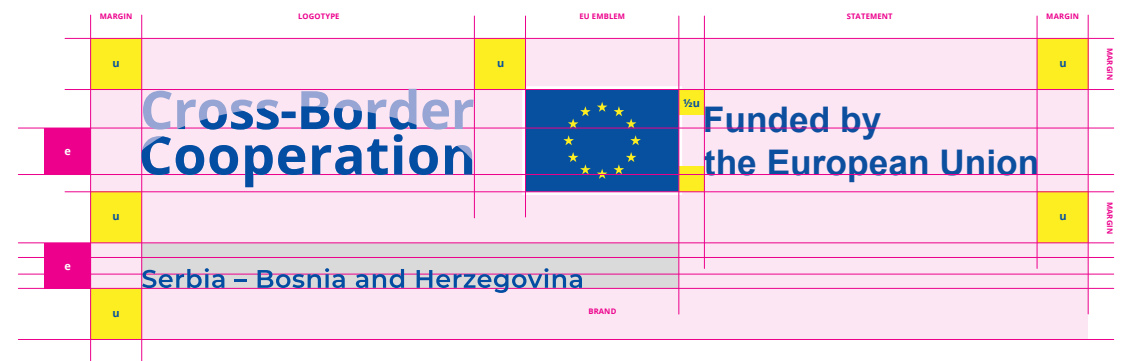 MARGIN LOGOTYPE EU EMBLEM STATEMENT MARGIN
u u u MARGIN
Cross-Border
Cooperation
½u
Funded by
the European Union
e
u u MARGIN
e
Serbia – Bosnia and Herzegovina
u BRAND